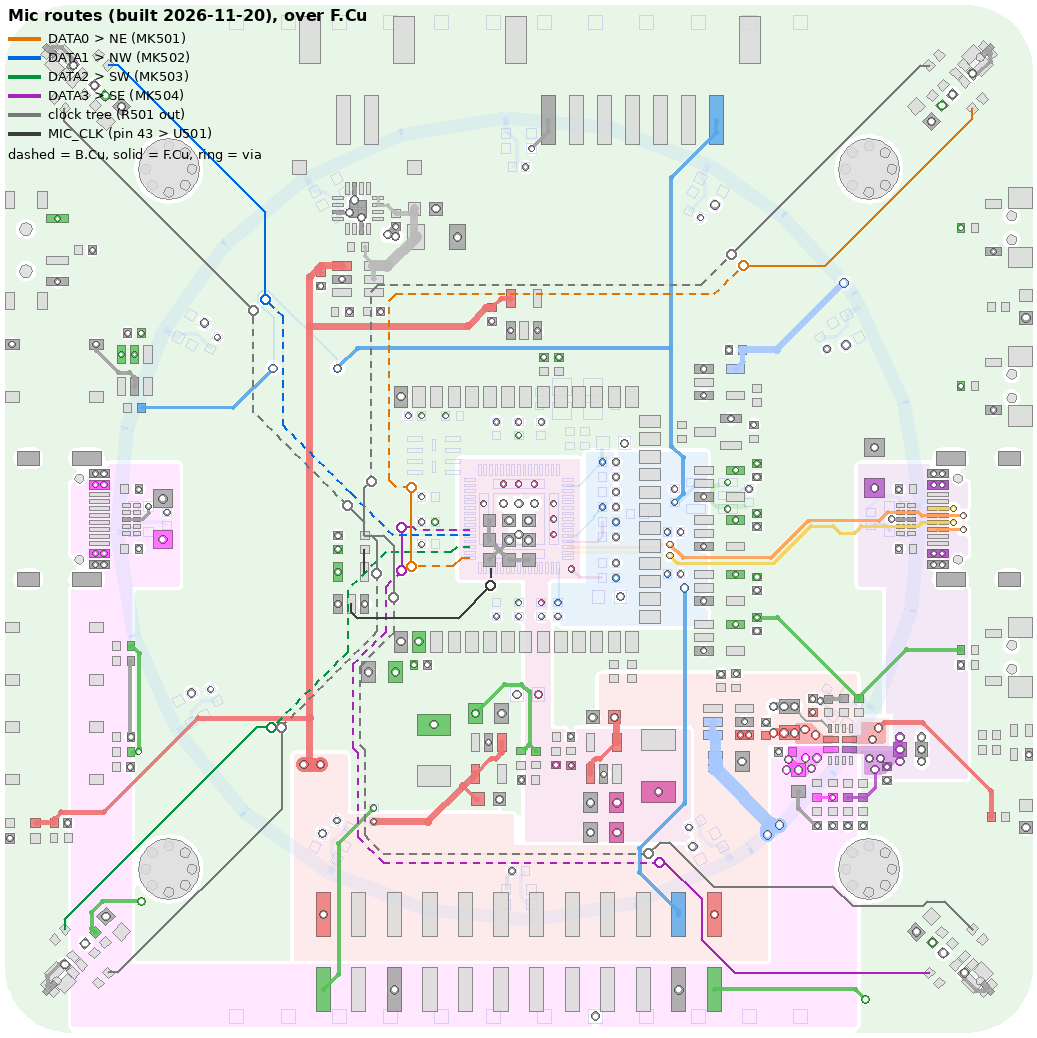 Mic routes (built 2026-11-20), over F.Cu
DATA0 > NE (MK501)
DATA1 > NW (MK502)
DATA2 > SW (MK503)
DATA3 > SE (MK504)
clock tree (R501 out)
MIC_CLK (pin 43 > U501)
dashed = B.Cu, solid = F.Cu, ring = via